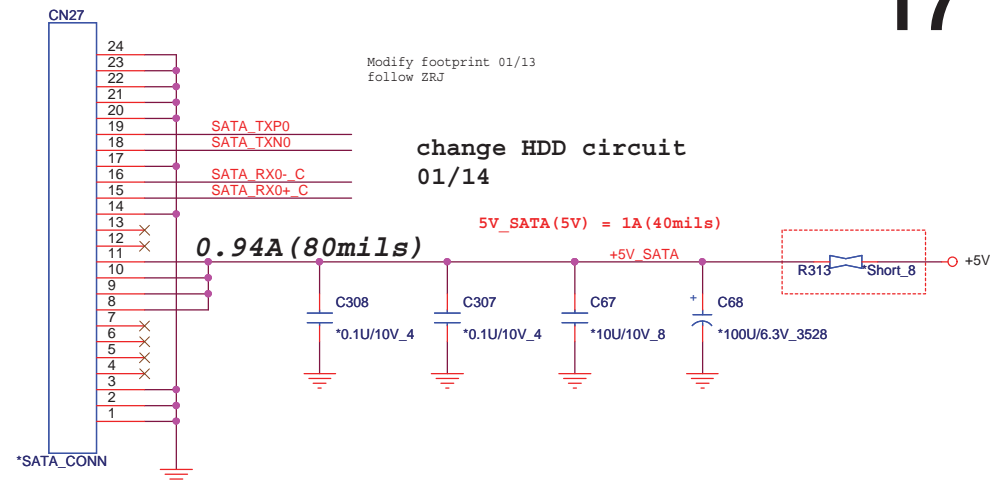 17
CN27
24
23
22
21
20
19 SATA_TXP0
18 SATA_TXN0
17
16 SATA_RX0-_C
15 SATA_RX0+_C
14
13
12
11
10
9
8
7
6
5
4
3
2
1
*SATA_CONN
Modify footprint 01/13
follow ZRJ
change HDD circuit
01/14
0.94A(80mils)
5V_SATA(5V) = 1A(40mils)
+5V_SATA
R313 *Short_8
+5V
C308
*0.1U/10V_4
C307
*0.1U/10V_4
C67
*10U/10V_8
+ C68
*100U/6.3V_3528